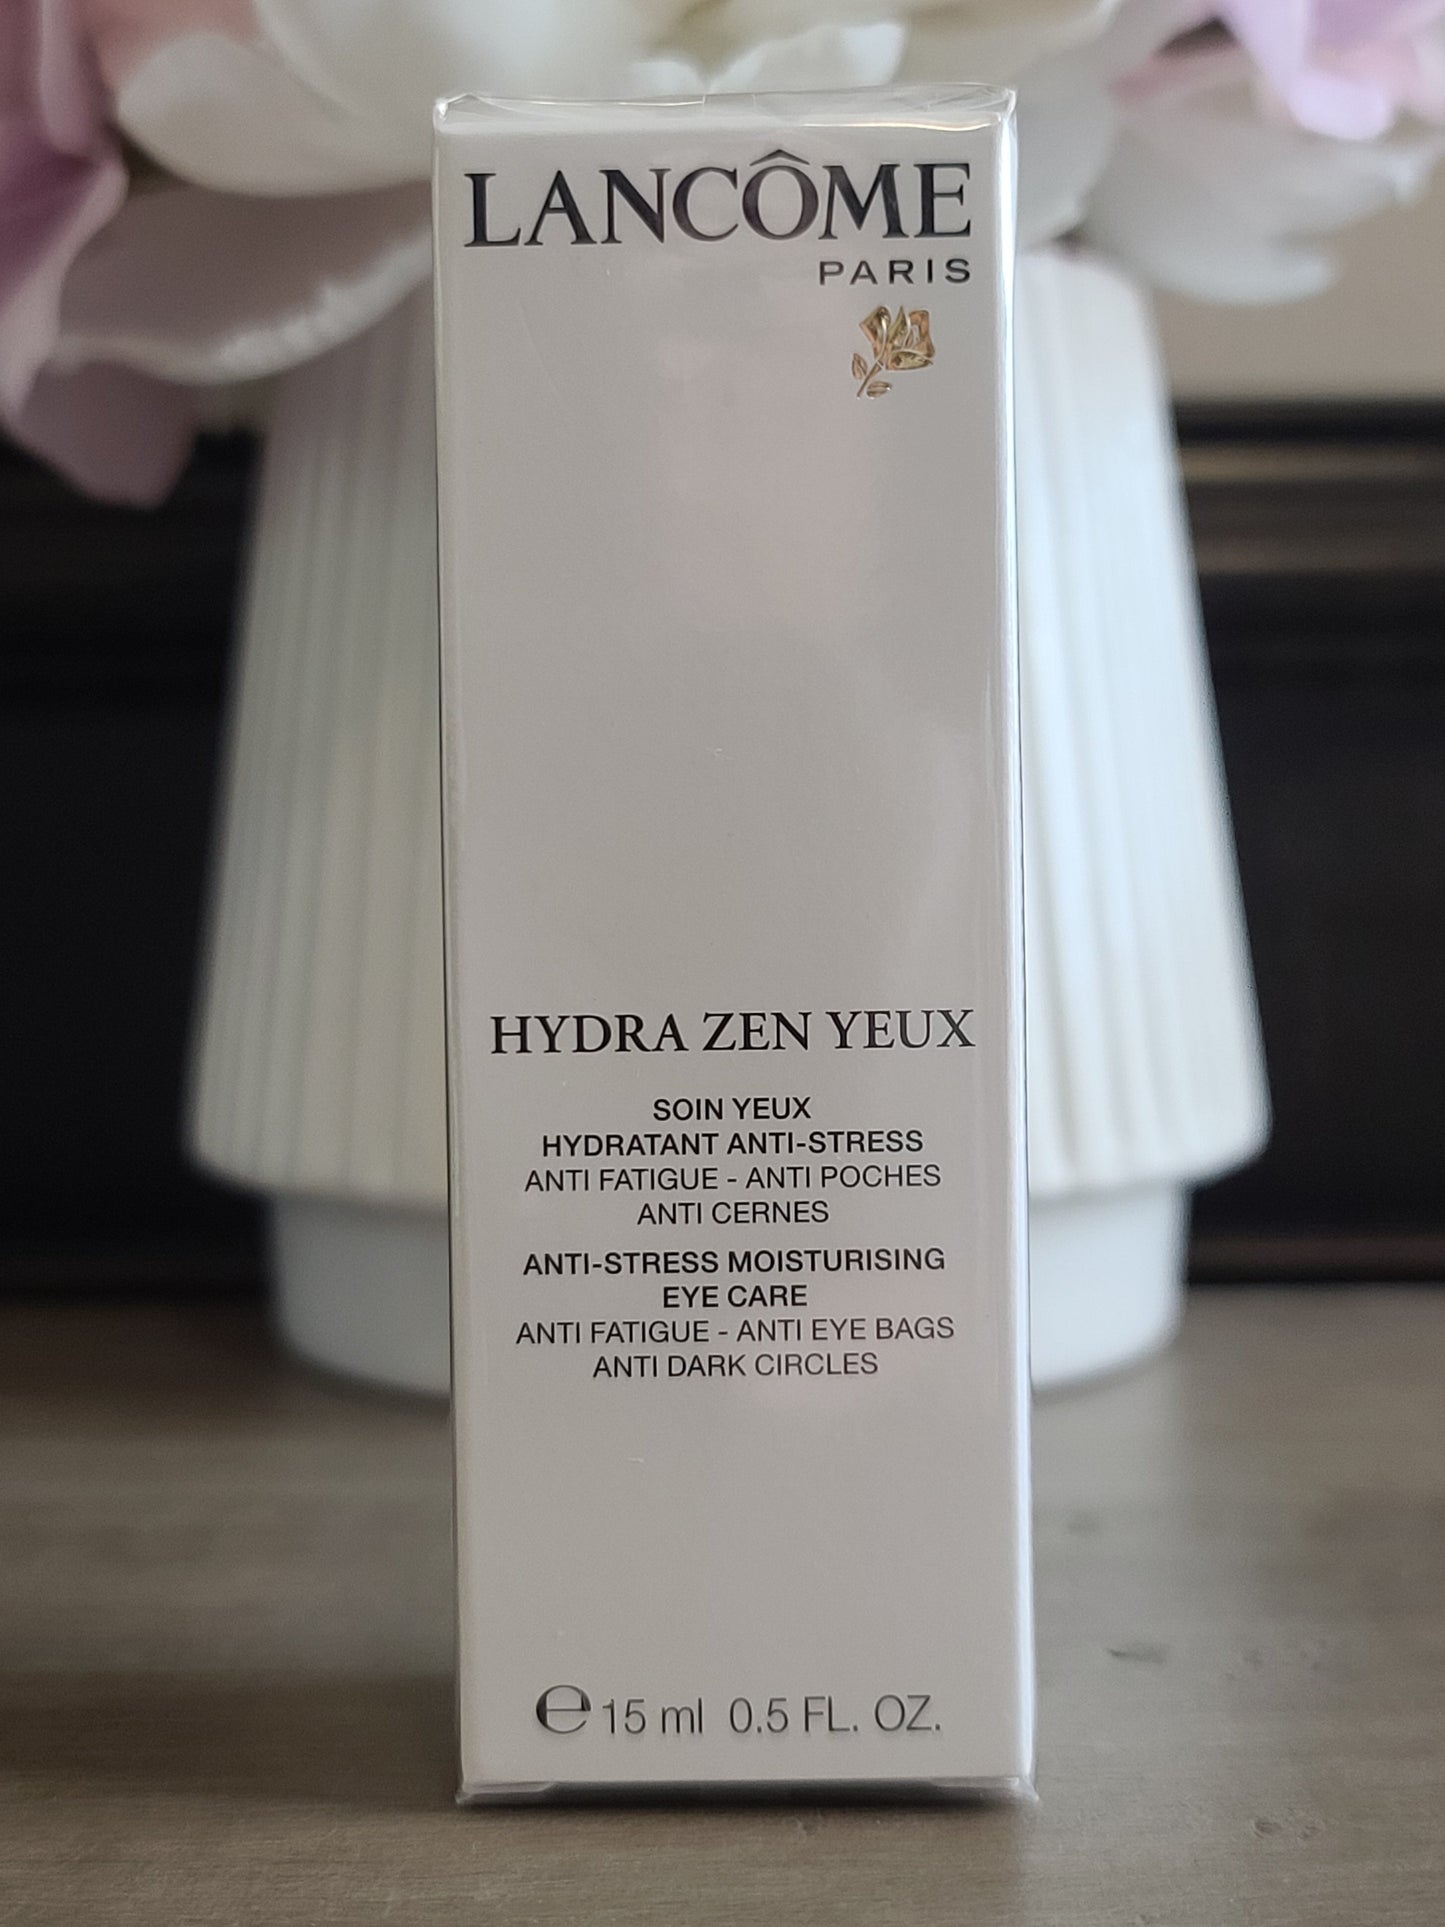 LANCÔME
PARIS
HYDRA ZEN YEUX
SOIN YEUX
HYDRATANT ANTI-STRESS
ANTI FATIGUE - ANTI POCHES
ANTI CERNES
ANTI-STRESS MOISTURISING
EYE CARE
ANTI FATIGUE - ANTI EYE BAGS
ANTI DARK CIRCLES
℮ 15 ml 0.5 FL. OZ.